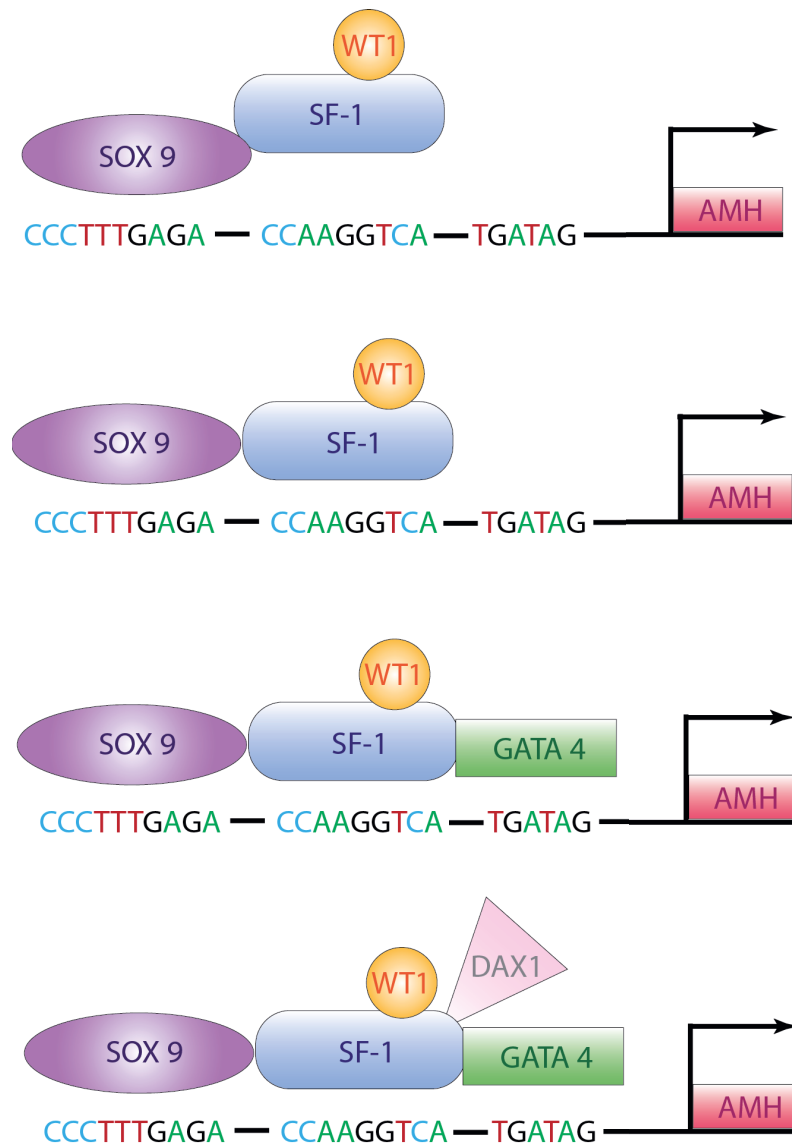 WT1
SF-1
SOX 9
AMH
CCCTTTGAGA — CCAAGGTCA — TGATAG
WT1
SOX 9
SF-1
AMH
CCCTTTGAGA — CCAAGGTCA — TGATAG
WT1
SOX 9
SF-1
GATA 4
AMH
CCCTTTGAGA — CCAAGGTCA — TGATAG
DAX1
WT1
SOX 9
SF-1
GATA 4
AMH
CCCTTTGAGA — CCAAGGTCA — TGATAG